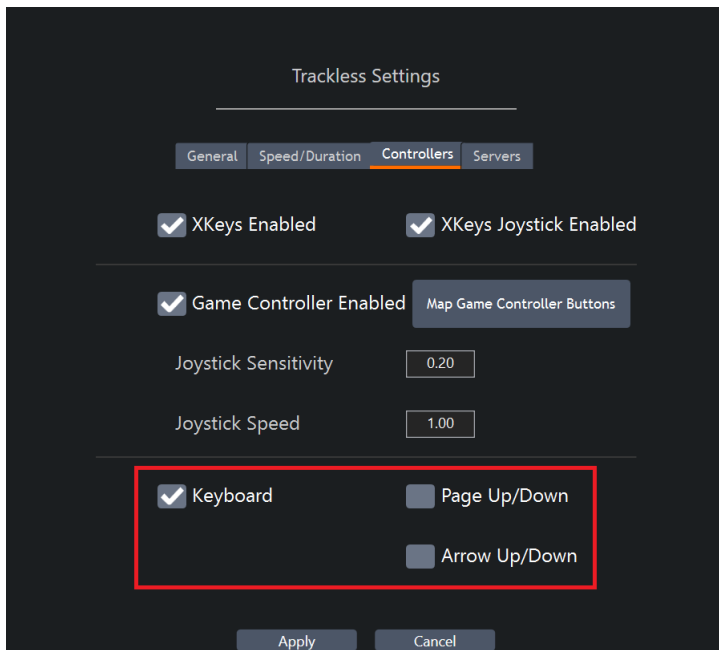 Trackless Settings
General Speed/Duration Controllers Servers
XKeys Enabled XKeys Joystick Enabled
Game Controller Enabled Map Game Controller Buttons
Joystick Sensitivity 0.20
Joystick Speed 1.00
Keyboard Page Up/Down
Arrow Up/Down
Apply Cancel